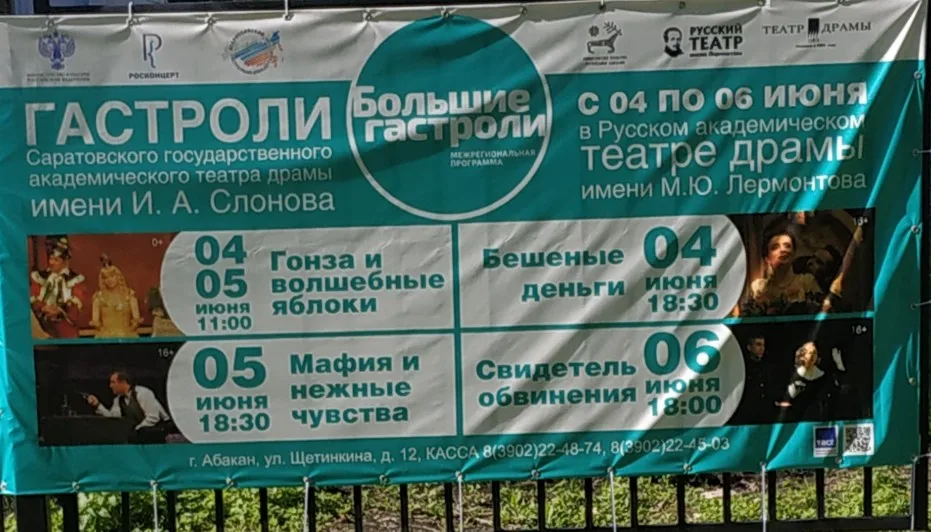 РОСКОНЦЕРТ
РУССКИЙ
ТЕАТР
ТЕАТР ДРАМЫ
ГАСТРОЛИ
Саратовского государственного
академического театра драмы
имени И. А. Слонова
Большие
гастроли
МЕЖРЕГИОНАЛЬНАЯ
ПРОГРАММА
С 04 ПО 06 ИЮНЯ
в Русском академическом
театре драмы
имени М.Ю. Лермонтова
0+
04
05
июня
11:00
Гонза и
волшебные
яблоки
Бешеные
деньги
04
июня
18:30
16+
05
июня
18:30
Мафия и
нежные
чувства
Свидетель
обвинения
06
июня
18:00
16+
г. Абакан, ул. Щетинкина, д. 12, КАССА 8(3902)22-48-74, 8(3902)22-45-03